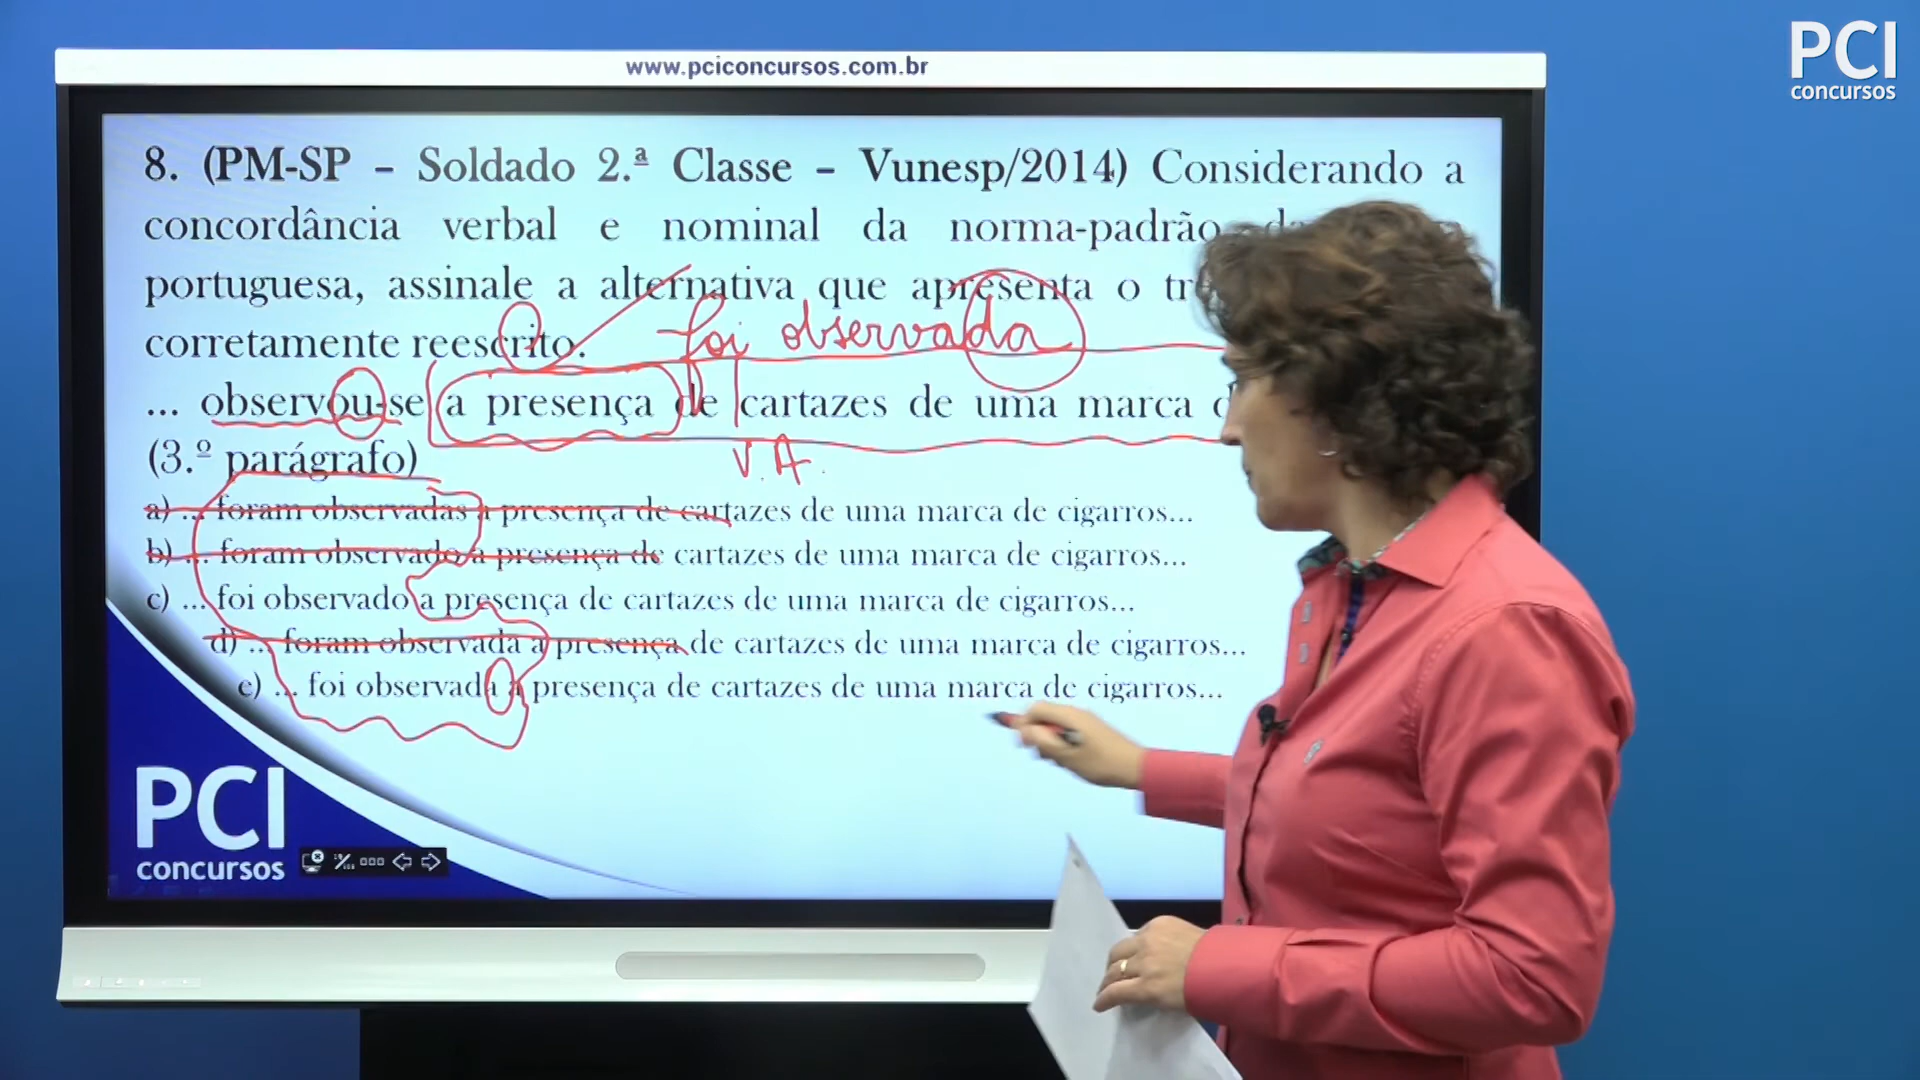 www.pciconcursos.com.br
PCI
concursos
8. (PM-SP – Soldado 2.ª Classe – Vunesp/2014) Considerando a
concordância verbal e nominal da norma-padrão
portuguesa, assinale a alternativa que apresenta o
corretamente reescrito.
foi observada
... observou-se a presença de cartazes de uma marca
(3.º parágrafo)
V.A.
a) ... foram observadas a presença de cartazes de uma marca de cigarros...
b) ... foram observado a presença de cartazes de uma marca de cigarros...
c) ... foi observado a presença de cartazes de uma marca de cigarros...
d) ... foram observada a presença de cartazes de uma marca de cigarros...
e) ... foi observada a presença de cartazes de uma marca de cigarros...
PCI
concursos